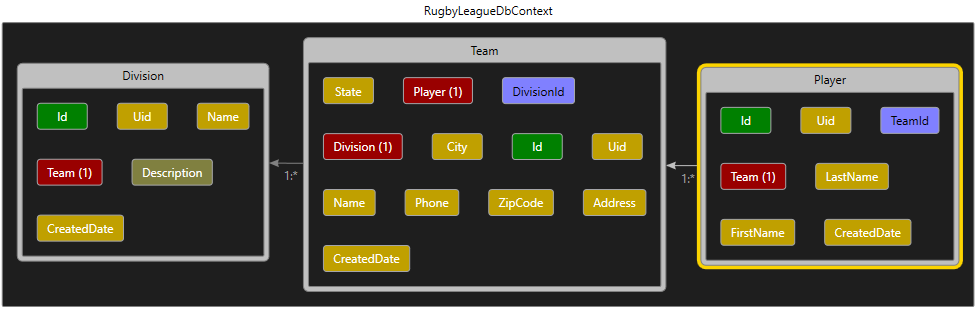 RugbyLeagueDbContext
Division
Id Uid Name
Team (1) Description
CreatedDate
1:*
Team
State Player (1) DivisionId
Division (1) City Id Uid
Name Phone ZipCode Address
CreatedDate
1:*
Player
Id Uid TeamId
Team (1) LastName
FirstName CreatedDate